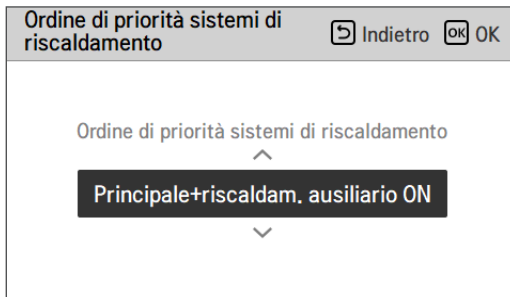 Ordine di priorità sistemi di
riscaldamento
Indietro
OK OK
Ordine di priorità sistemi di riscaldamento
Principale+riscaldam. ausiliario ON